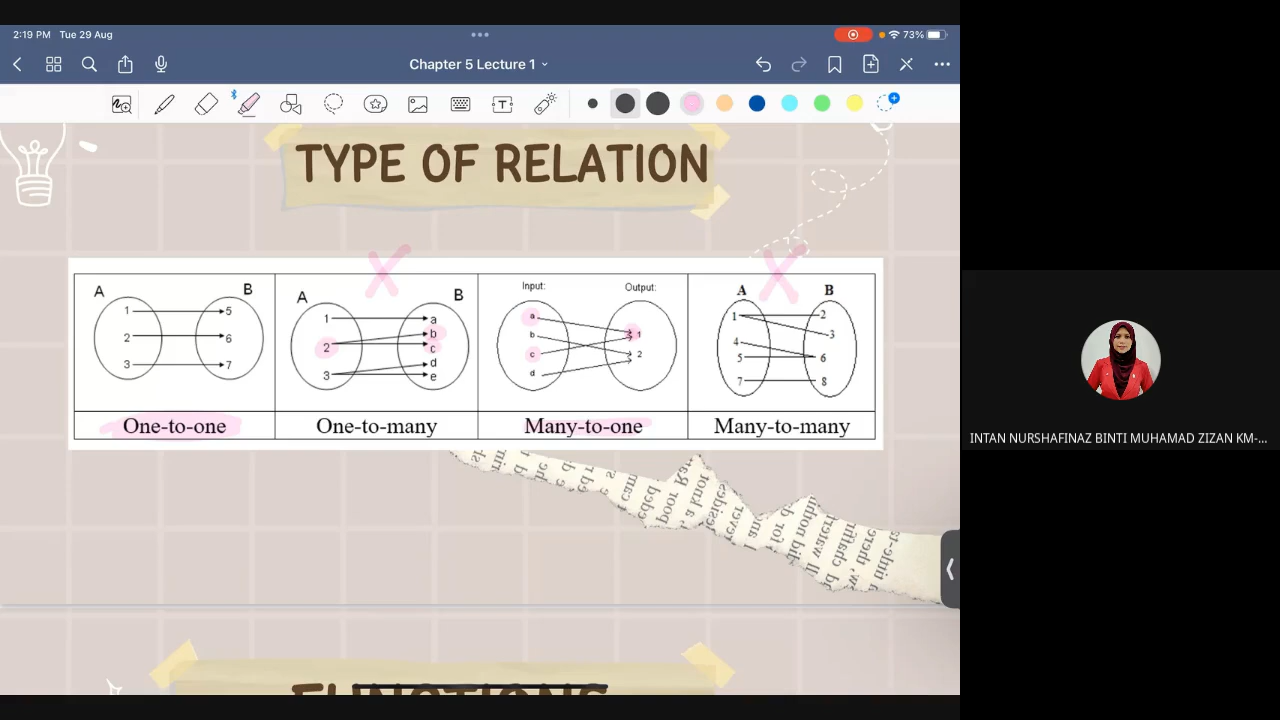 2:19 PM Tue 29 Aug
73%
Chapter 5 Lecture 1
T
TYPE OF RELATION
A B
1 5
2 6
3 7
One-to-one
A B
1 a
b
2 c
d
3 e
One-to-many
Input: Output:
a 1
b
c 2
d
Many-to-one
A B
1 2
3
4
5 6
7 8
Many-to-many
INTAN NURSHAFINAZ BINTI MUHAMAD ZIZAN KM-...
FUNCTIONS